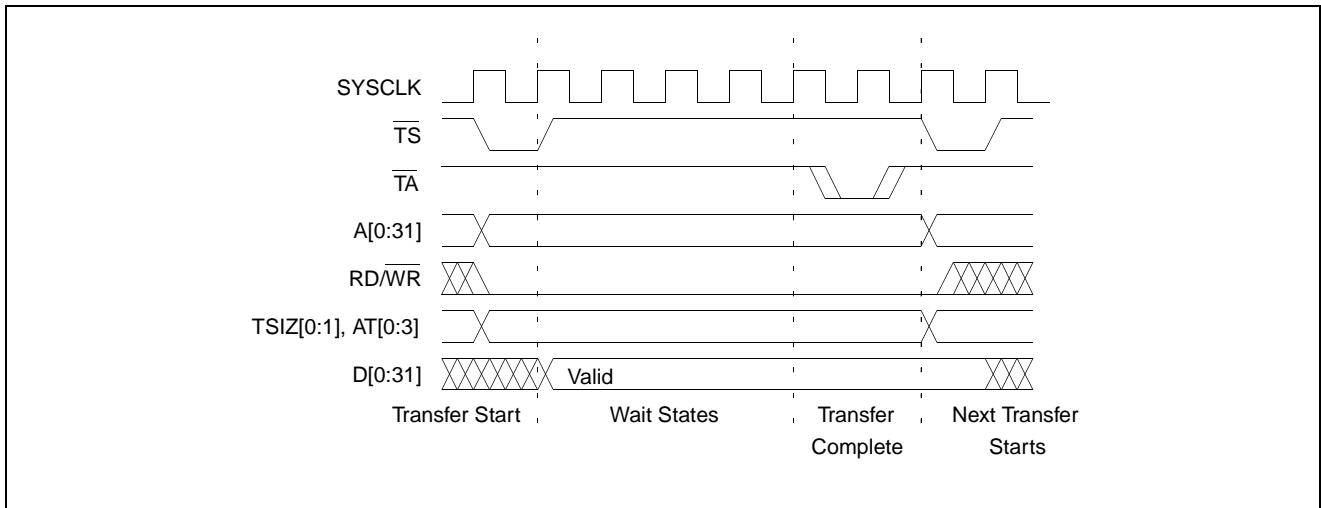 SYSCLK
TS
TA
A[0:31]
RD/WR
TSIZ[0:1], AT[0:3]
D[0:31]
Valid
Transfer Start
Wait States
Transfer
Complete
Next Transfer
Starts